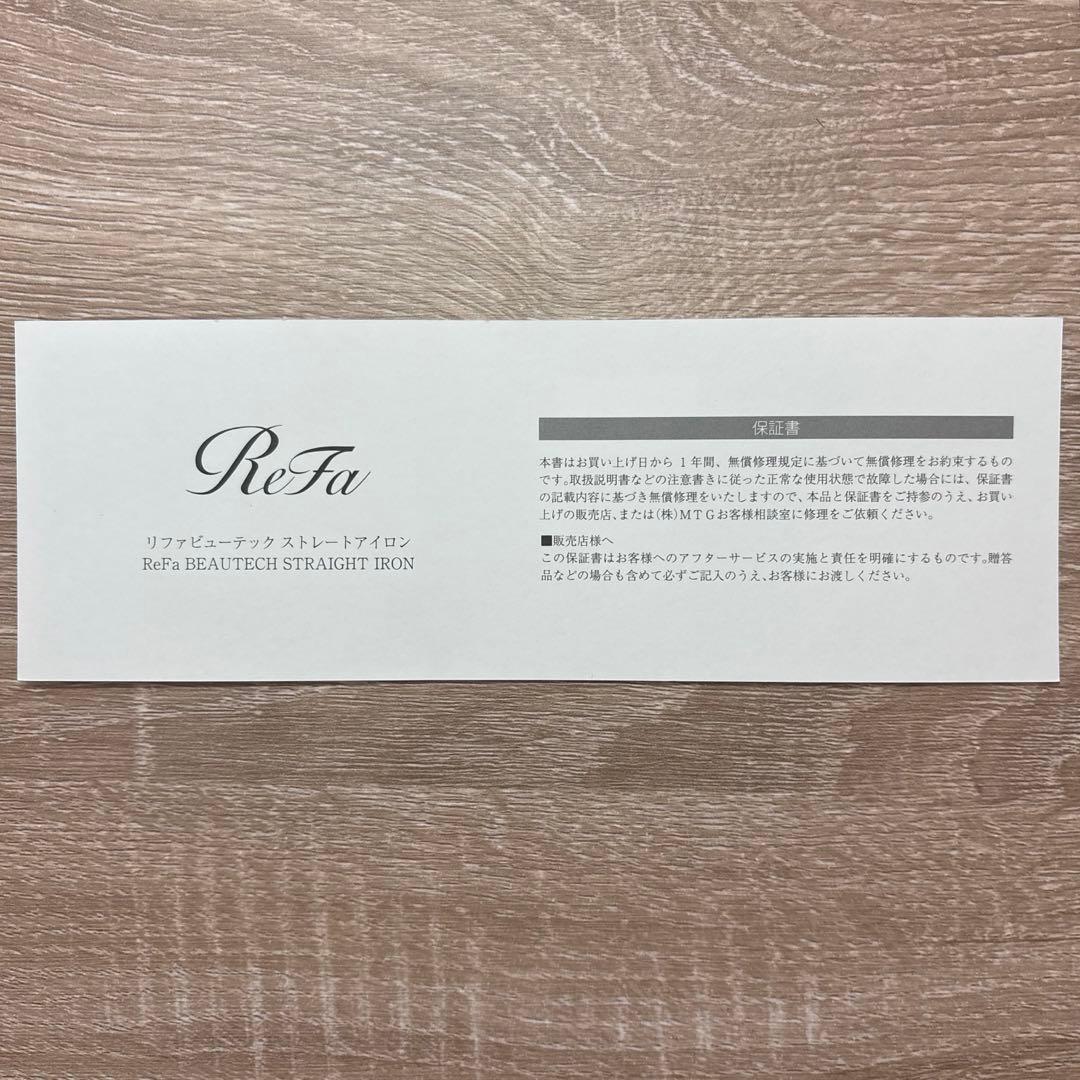 ReFa
リファビューテック ストレートアイロン
ReFa BEAUTECH STRAIGHT IRON
保証書
本書はお買い上げ日から 1 年間、無償修理規定に基づいて無償修理をお約束するもの
です。取扱説明書などの注意書きに従った正常な使用状態で故障した場合には、保証書
の記載内容に基づき無償修理をいたしますので、本品と保証書をご持参のうえ、お買い
上げの販売店、または(株)MTGお客様相談室に修理をご依頼ください。
■販売店様へ
この保証書はお客様へのアフターサービスの実施と責任を明確にするものです。贈答
品などの場合も含めて必ずご記入のうえ、お客様にお渡しください。